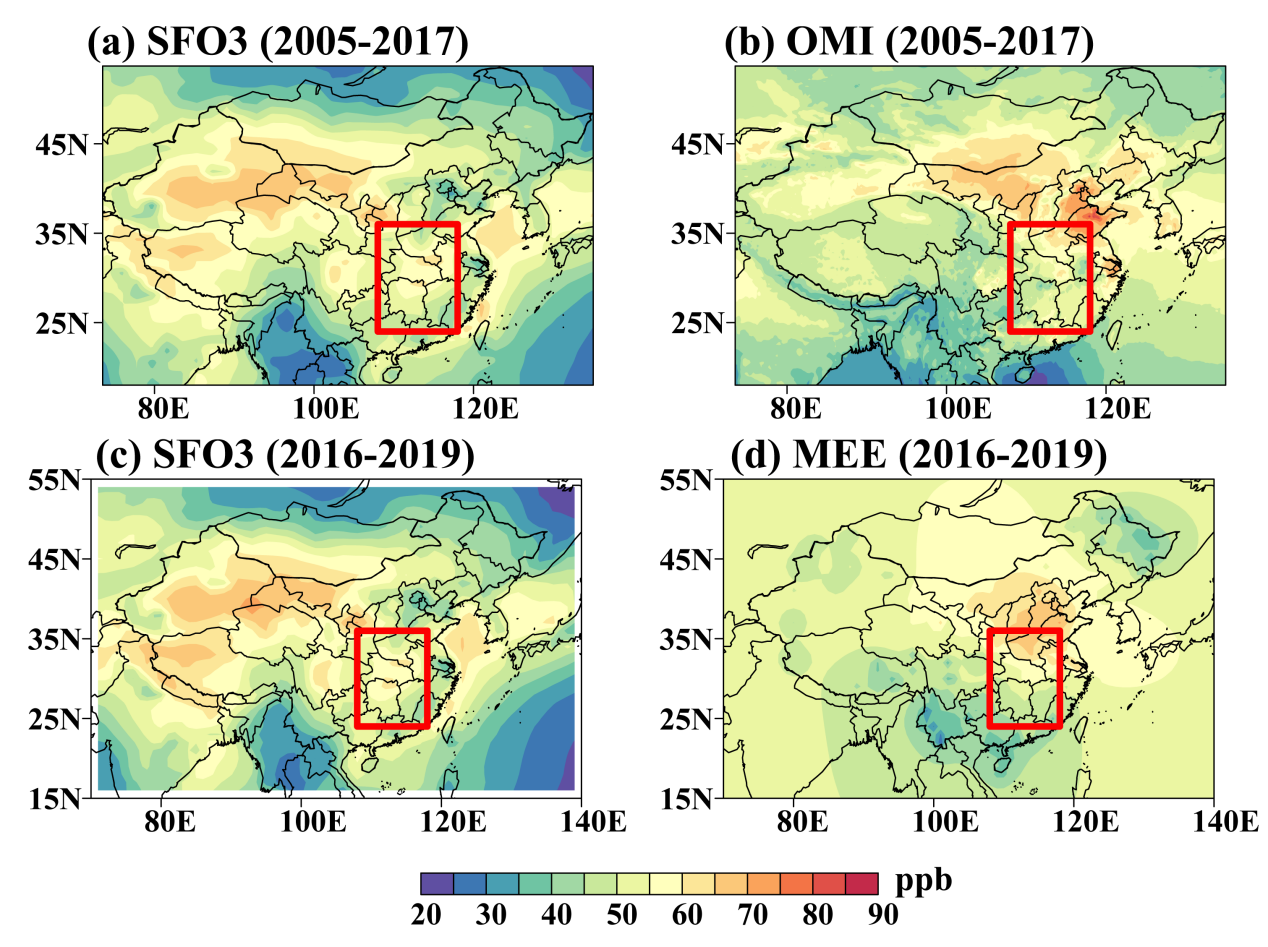 (a) SFO3 (2005-2017)
(b) OMI (2005-2017)
45N
35N
25N
80E 100E 120E
45N
35N
25N
80E 100E 120E
(c) SFO3 (2016-2019)
(d) MEE (2016-2019)
55N
45N
35N
25N
15N
80E 100E 120E 140E
55N
45N
35N
25N
15N
80E 100E 120E 140E
ppb
20 30 40 50 60 70 80 90